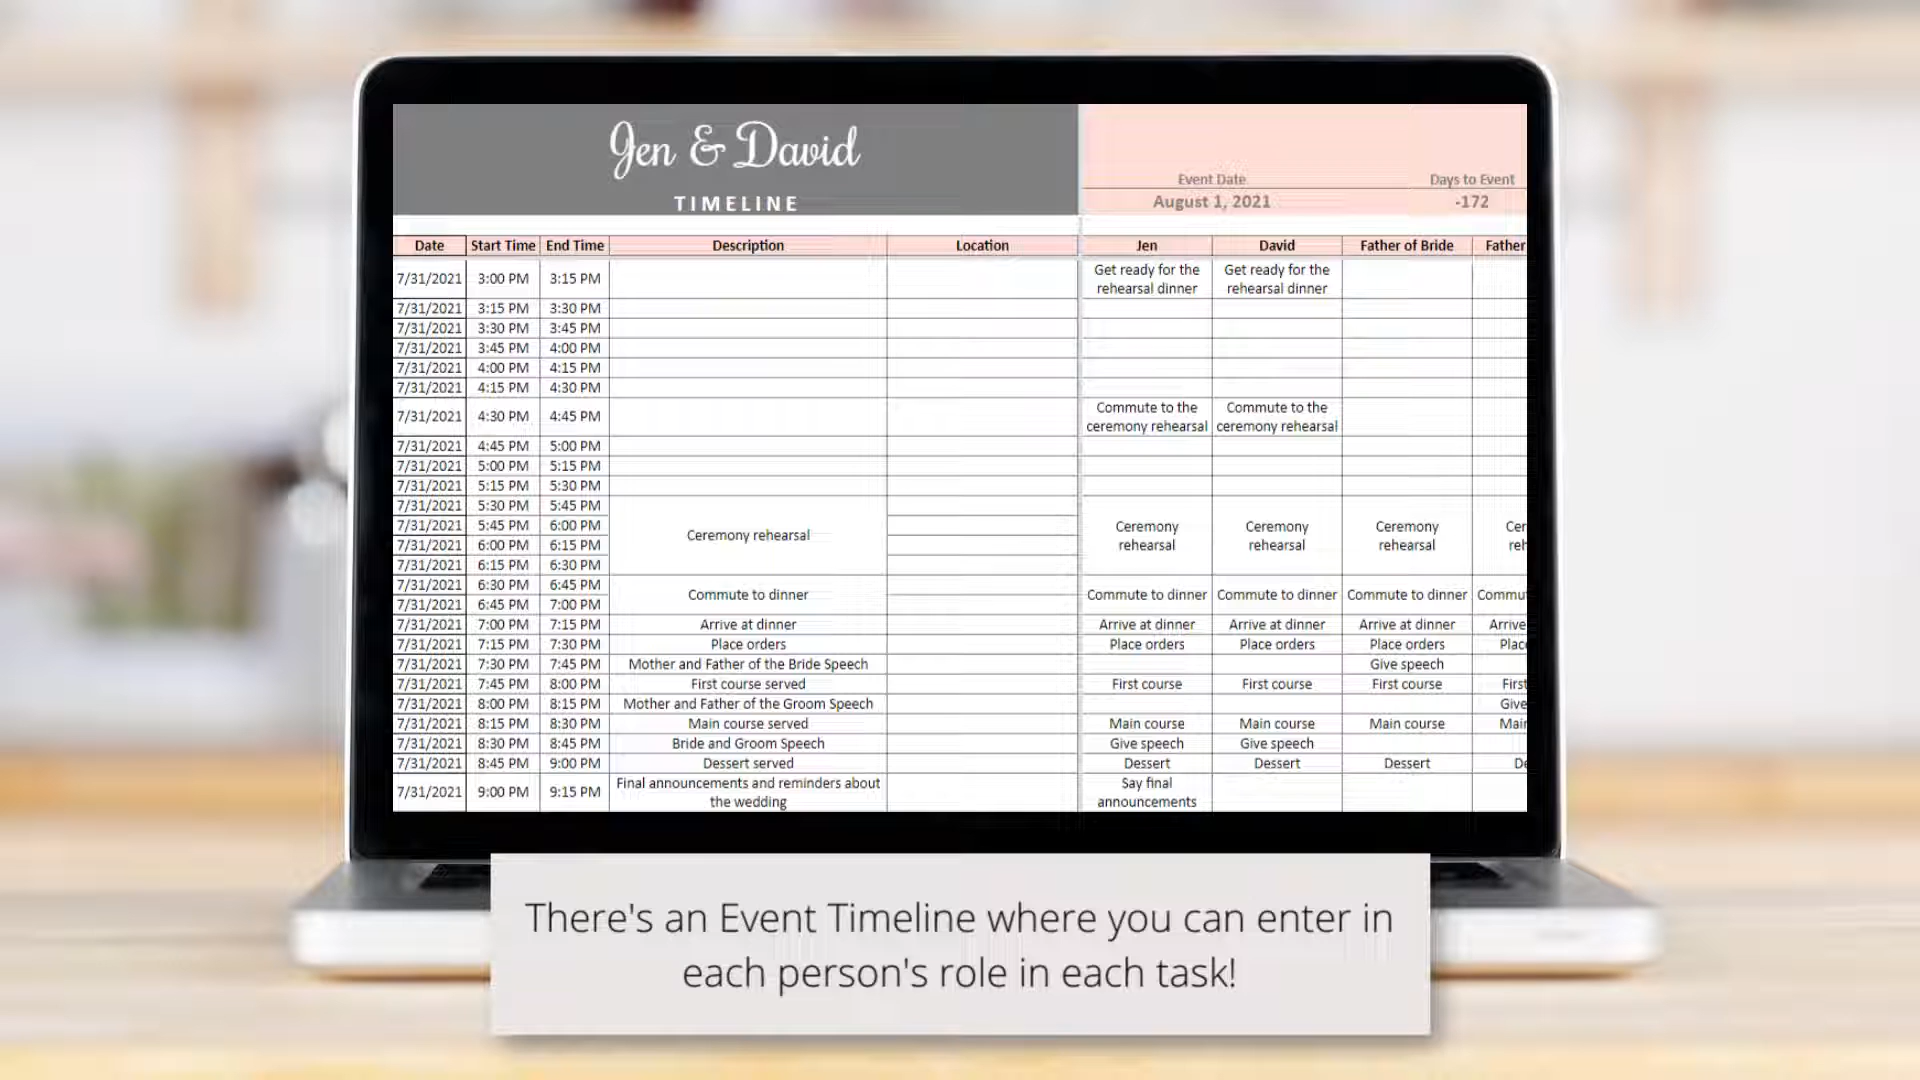 Jen & David
TIMELINE
Event Date Days to Event
August 1, 2021 -172
Date Start Time End Time Description Location Jen David Father of Bride Father
7/31/2021 3:00 PM 3:15 PM Get ready for the rehearsal dinner Get ready for the rehearsal dinner
7/31/2021 3:15 PM 3:30 PM
7/31/2021 3:30 PM 3:45 PM
7/31/2021 3:45 PM 4:00 PM
7/31/2021 4:00 PM 4:15 PM
7/31/2021 4:15 PM 4:30 PM
7/31/2021 4:30 PM 4:45 PM Commute to the ceremony rehearsal Commute to the ceremony rehearsal
7/31/2021 4:45 PM 5:00 PM
7/31/2021 5:00 PM 5:15 PM
7/31/2021 5:15 PM 5:30 PM
7/31/2021 5:30 PM 5:45 PM
7/31/2021 5:45 PM 6:00 PM Ceremony rehearsal Ceremony rehearsal Ceremony rehearsal Ceremony rehearsal Cer reh
7/31/2021 6:00 PM 6:15 PM
7/31/2021 6:15 PM 6:30 PM
7/31/2021 6:30 PM 6:45 PM Commute to dinner Commute to dinner Commute to dinner Commute to dinner Commut
7/31/2021 6:45 PM 7:00 PM
7/31/2021 7:00 PM 7:15 PM Arrive at dinner Arrive at dinner Arrive at dinner Arrive at dinner Arrive
7/31/2021 7:15 PM 7:30 PM Place orders Place orders Place orders Place orders Place
7/31/2021 7:30 PM 7:45 PM Mother and Father of the Bride Speech Give speech
7/31/2021 7:45 PM 8:00 PM First course served First course First course First course First
7/31/2021 8:00 PM 8:15 PM Mother and Father of the Groom Speech Give
7/31/2021 8:15 PM 8:30 PM Main course served Main course Main course Main course Main
7/31/2021 8:30 PM 8:45 PM Bride and Groom Speech Give speech Give speech
7/31/2021 8:45 PM 9:00 PM Dessert served Dessert Dessert Dessert De
7/31/2021 9:00 PM 9:15 PM Final announcements and reminders about the wedding Say final announcements
There's an Event Timeline where you can enter in
each person's role in each task!